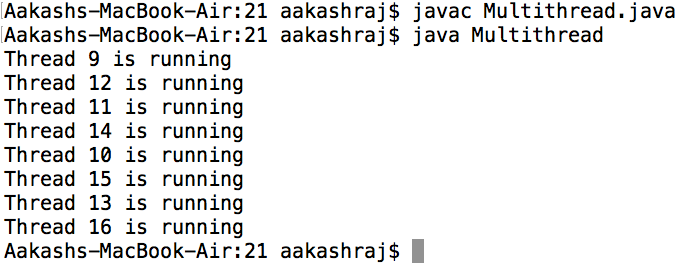 Aakashs-MacBook-Air:21 aakashraj$ javac Multithread.java
Aakashs-MacBook-Air:21 aakashraj$ java Multithread
Thread 9 is running
Thread 12 is running
Thread 11 is running
Thread 14 is running
Thread 10 is running
Thread 15 is running
Thread 13 is running
Thread 16 is running
Aakashs-MacBook-Air:21 aakashraj$